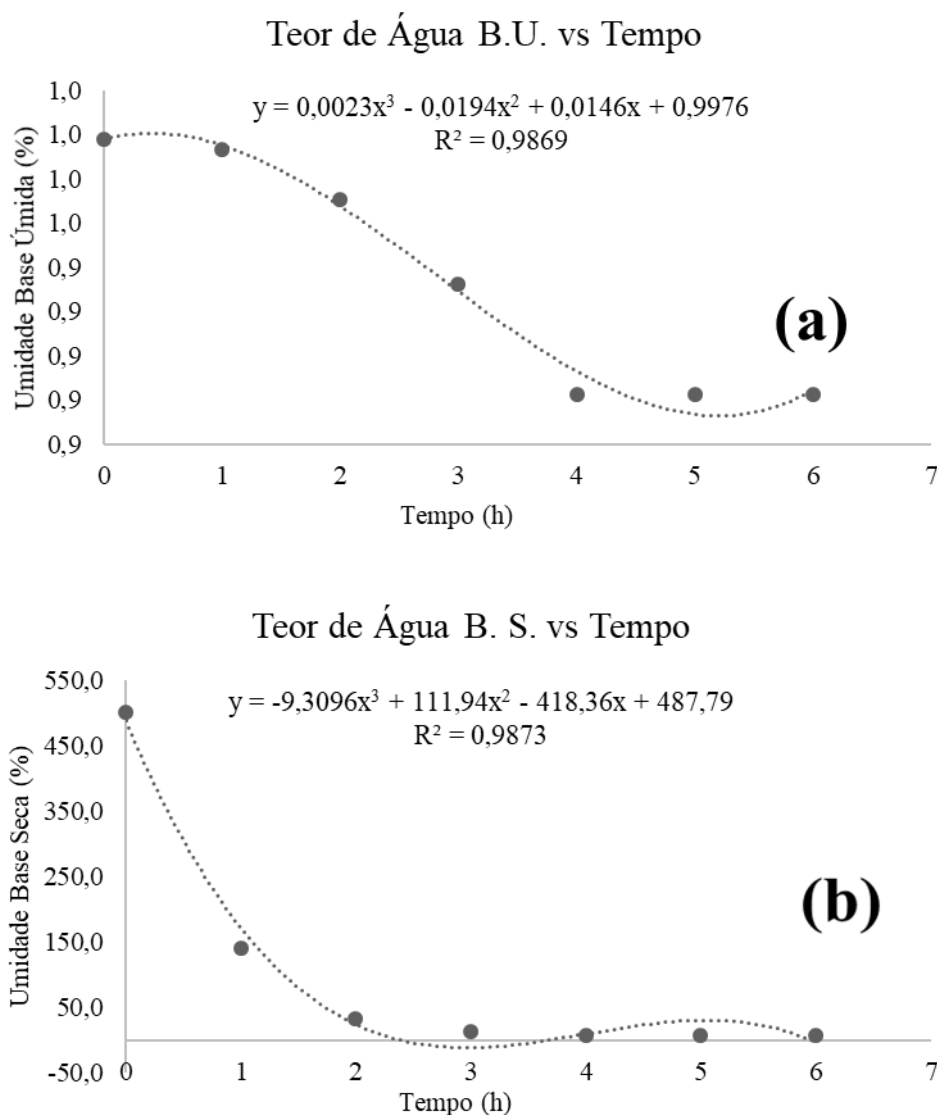 Teor de Água B.U. vs Tempo
y = 0,0023x³ - 0,0194x² + 0,0146x + 0,9976
R² = 0,9869
Umidade Base Úmida (%)
1,0
1,0
1,0
1,0
0,9
0,9
0,9
0,9
0,9
(a)
0 1 2 3 4 5 6 7
Tempo (h)
Teor de Água B. S. vs Tempo
y = -9,3096x³ + 111,94x² - 418,36x + 487,79
R² = 0,9873
Umidade Base Seca (%)
550,0
450,0
350,0
250,0
150,0
50,0
-50,0
(b)
0 1 2 3 4 5 6 7
Tempo (h)